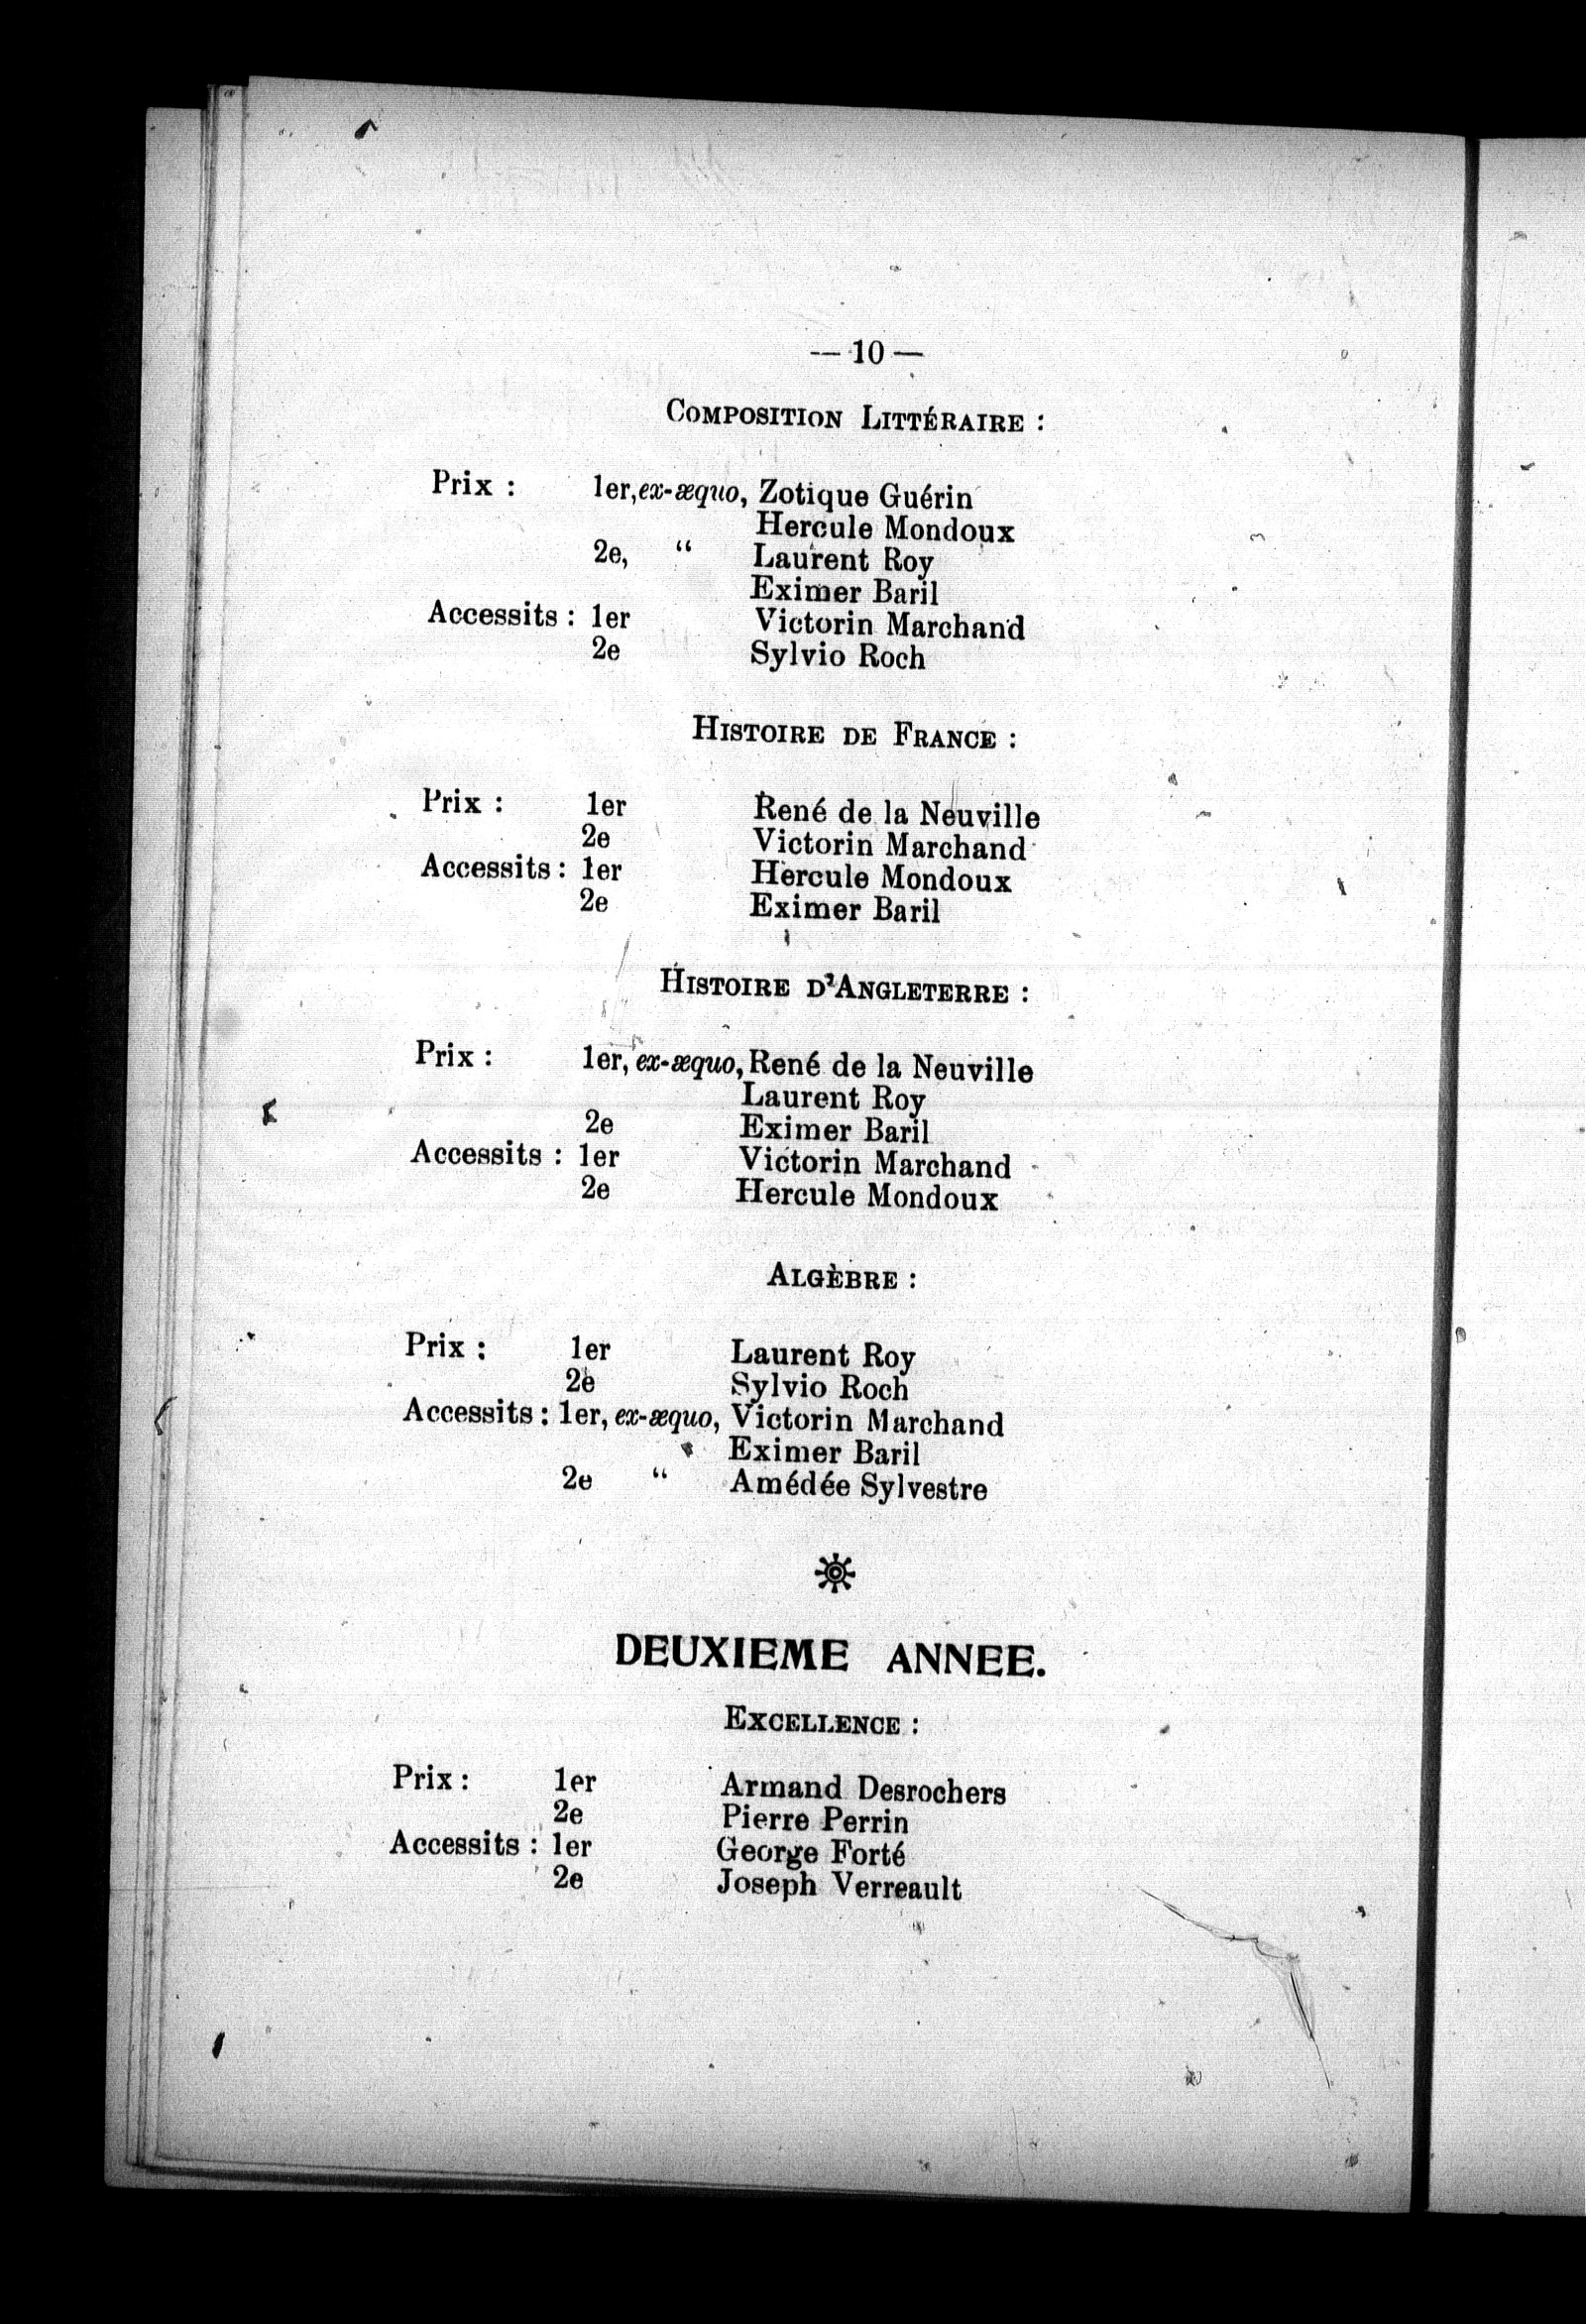 — 10 —
COMPOSITION LITTÉRAIRE :
Prix : 1er, ex-æquo, Zotique Guérin
Hercule Mondoux
2e, “ Laurent Roy
Eximer Baril
Accessits : 1er Victorin Marchand
2e Sylvio Roch
HISTOIRE DE FRANCE :
Prix : 1er René de la Neuville
2e Victorin Marchand
Accessits : 1er Hercule Mondoux
2e Eximer Baril
HISTOIRE D'ANGLETERRE :
Prix : 1er, ex-æquo, René de la Neuville
Laurent Roy
2e Eximer Baril
Accessits : 1er Victorin Marchand
2e Hercule Mondoux
ALGÈBRE :
Prix : 1er Laurent Roy
2e Sylvio Roch
Accessits : 1er, ex-æquo, Victorin Marchand
Eximer Baril
2e “ Amédée Sylvestre
DEUXIEME ANNEE.
EXCELLENCE :
Prix : 1er Armand Desrochers
2e Pierre Perrin
Accessits : 1er George Forté
2e Joseph Verreault